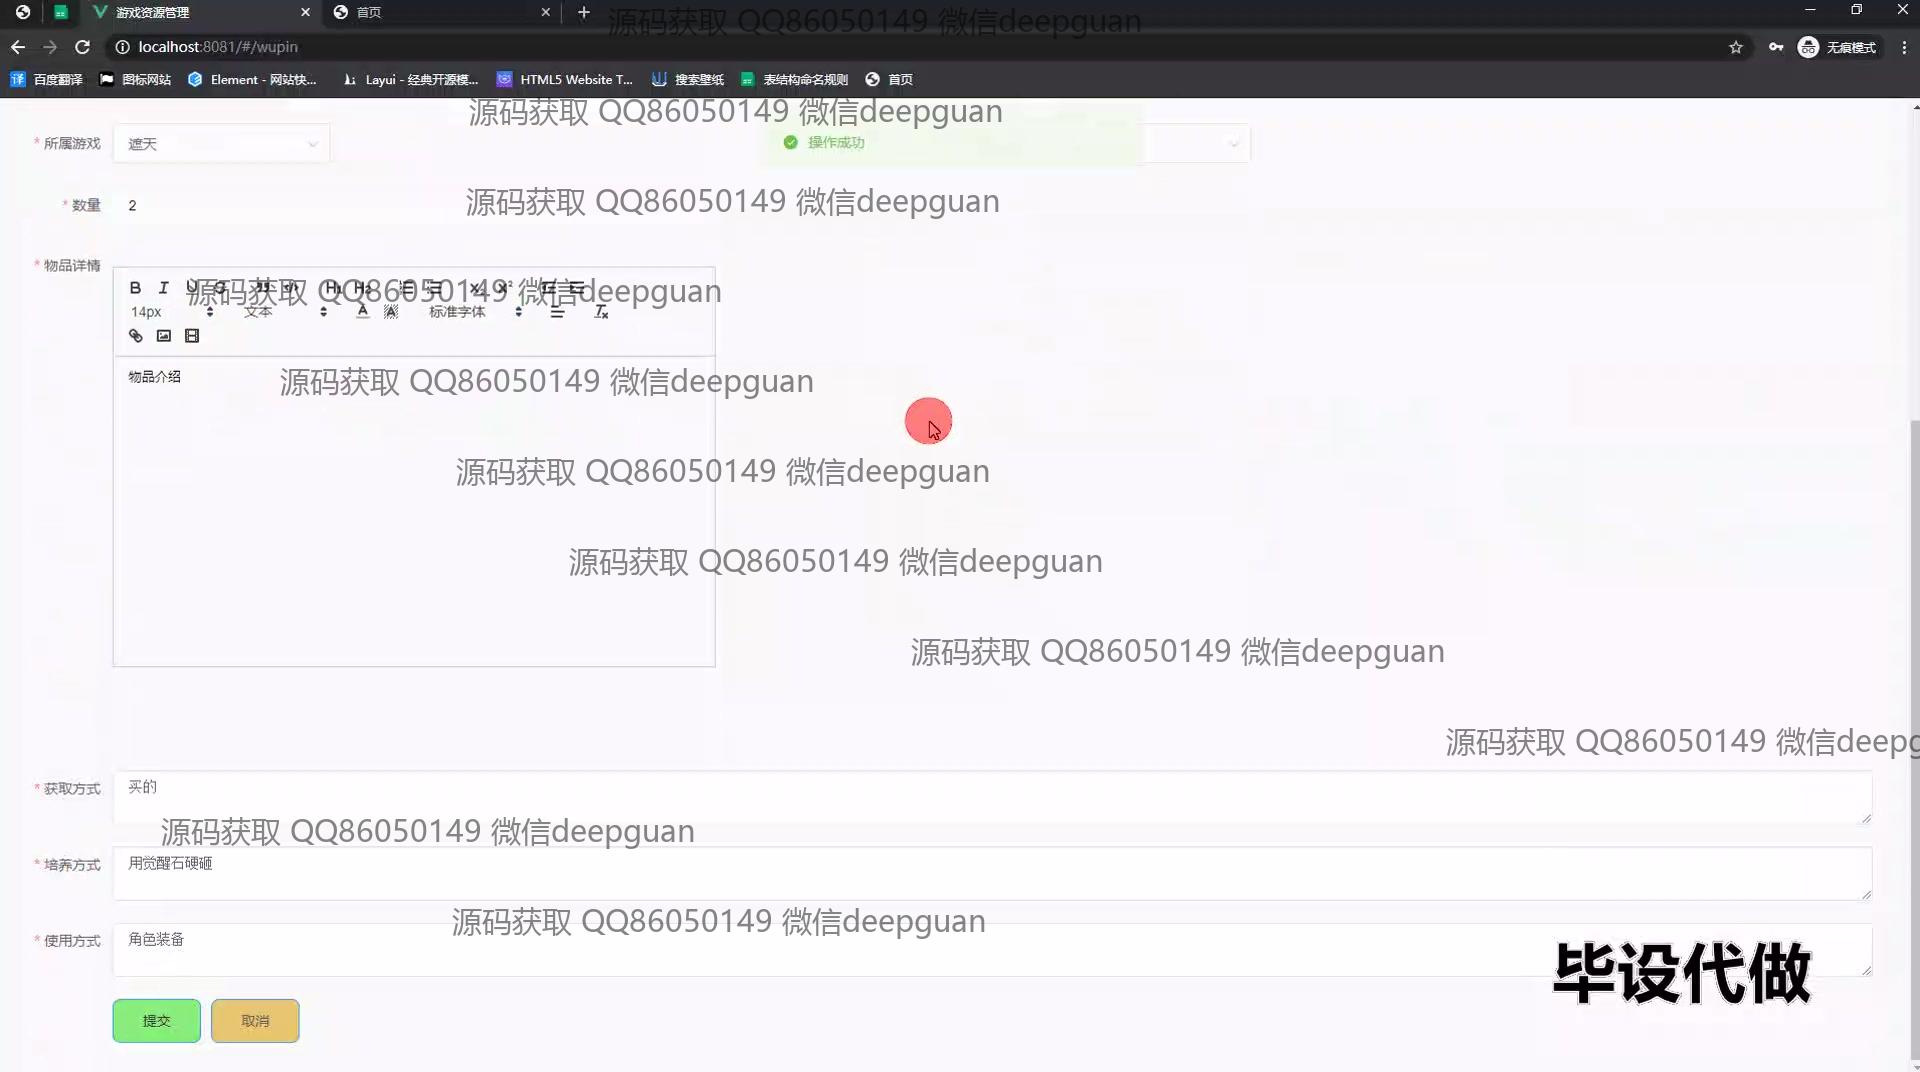 游戏资源管理
首页
源码获取 QQ86050149 微信deepguan
localhost:8081/#/wupin
无痕模式
百度翻译
图标网站
Element - 网站快...
Layui - 经典开源模...
HTML5 Website T...
搜索壁纸
表结构命名规则
首页
源码获取 QQ86050149 微信deepguan
* 所属游戏
遮天
操作成功
* 数量
2
源码获取 QQ86050149 微信deepguan
* 物品详情
源码获取 QQ86050149 微信deepguan
14px
文本
标准字体
物品介绍
源码获取 QQ86050149 微信deepguan
源码获取 QQ86050149 微信deepguan
源码获取 QQ86050149 微信deepguan
源码获取 QQ86050149 微信deepguan
源码获取 QQ86050149 微信deepg
* 获取方式
买的
源码获取 QQ86050149 微信deepguan
* 培养方式
用觉醒石硬砸
源码获取 QQ86050149 微信deepguan
* 使用方式
角色装备
毕设代做
提交
取消